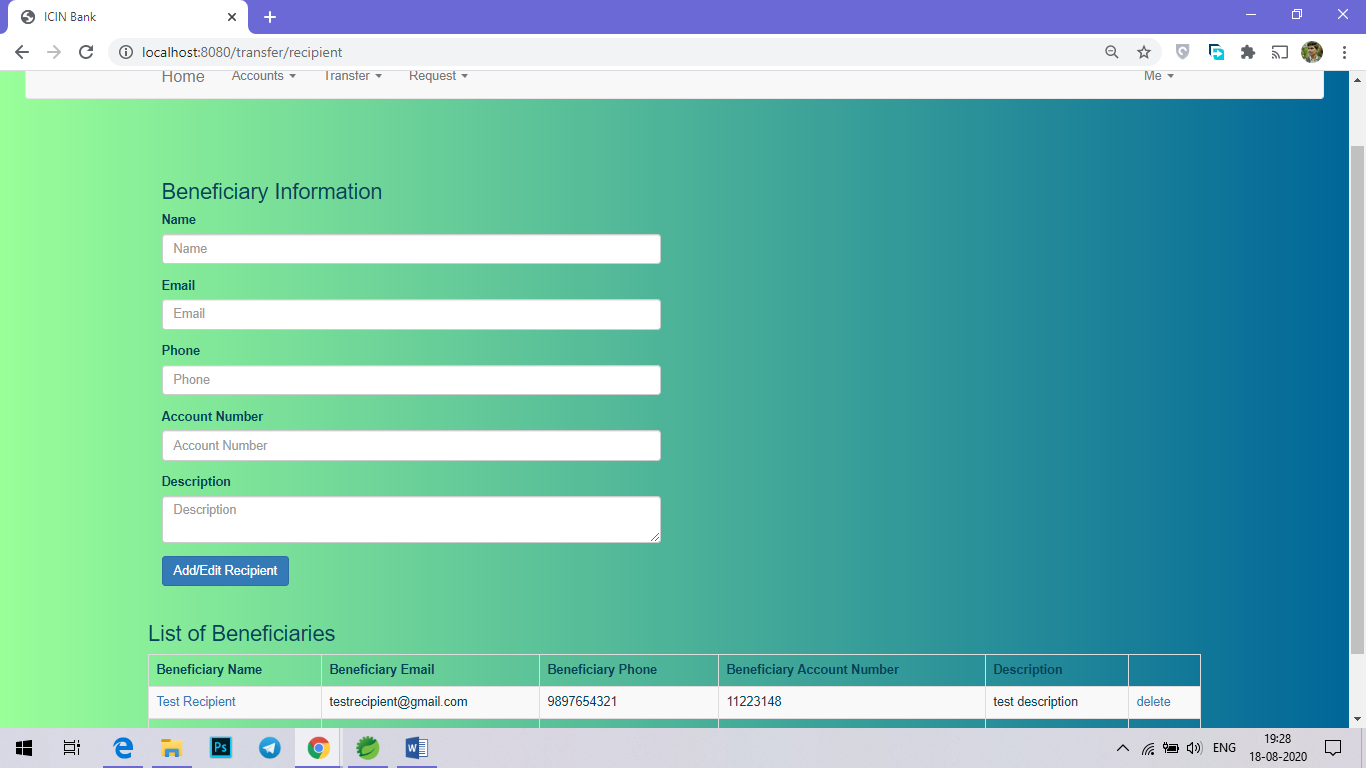 ICIN Bank
localhost:8080/transfer/recipient
Home Accounts Transfer Request Me
Beneficiary Information
Name
Name
Email
Email
Phone
Phone
Account Number
Account Number
Description
Description
Add/Edit Recipient
List of Beneficiaries
Beneficiary Name Beneficiary Email Beneficiary Phone Beneficiary Account Number Description
Test Recipient testrecipient@gmail.com 9897654321 11223148 test description delete
Ps W ENG 19:28
18-08-2020